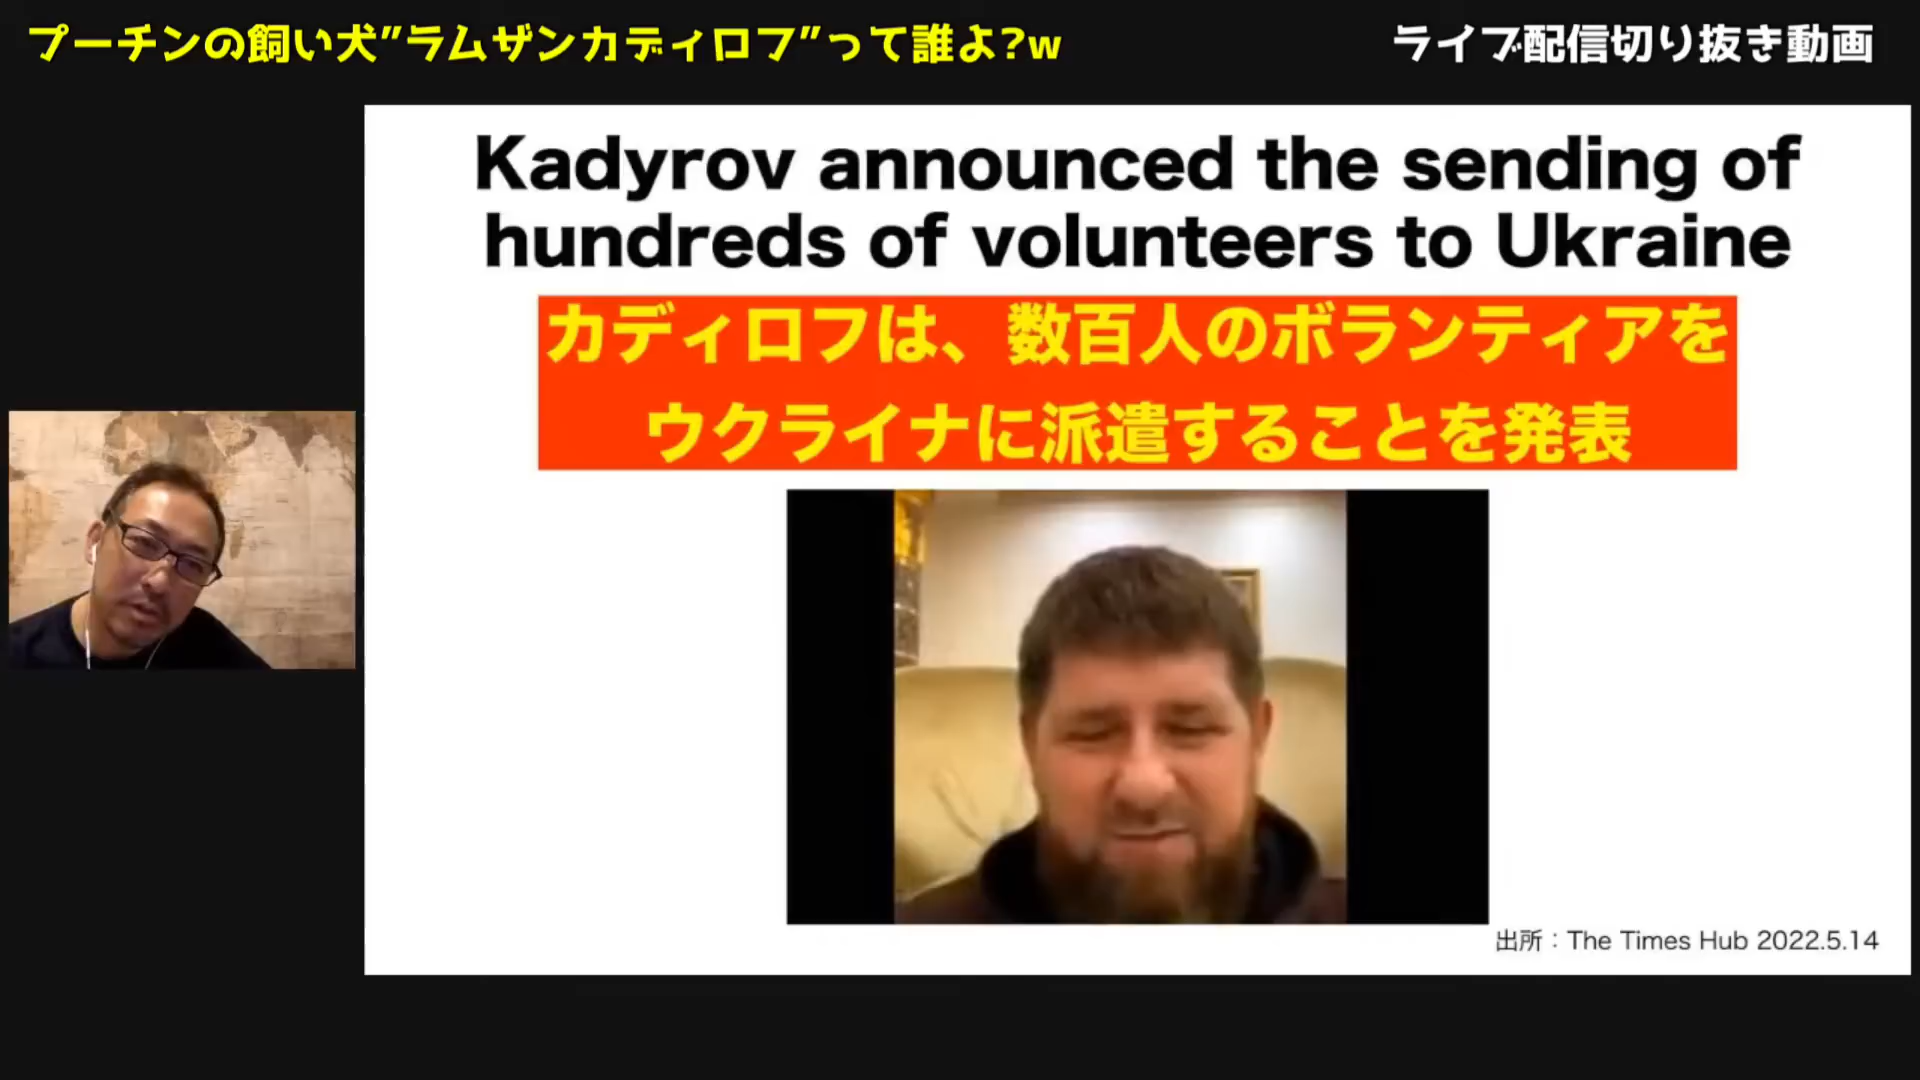 プーチンの飼い犬”ラムザンカディロフ”って誰よ?w
ライブ配信切り抜き動画
Kadyrov announced the sending of
hundreds of volunteers to Ukraine
カディロフは、数百人のボランティアを
ウクライナに派遣することを発表
出所：The Times Hub 2022.5.14